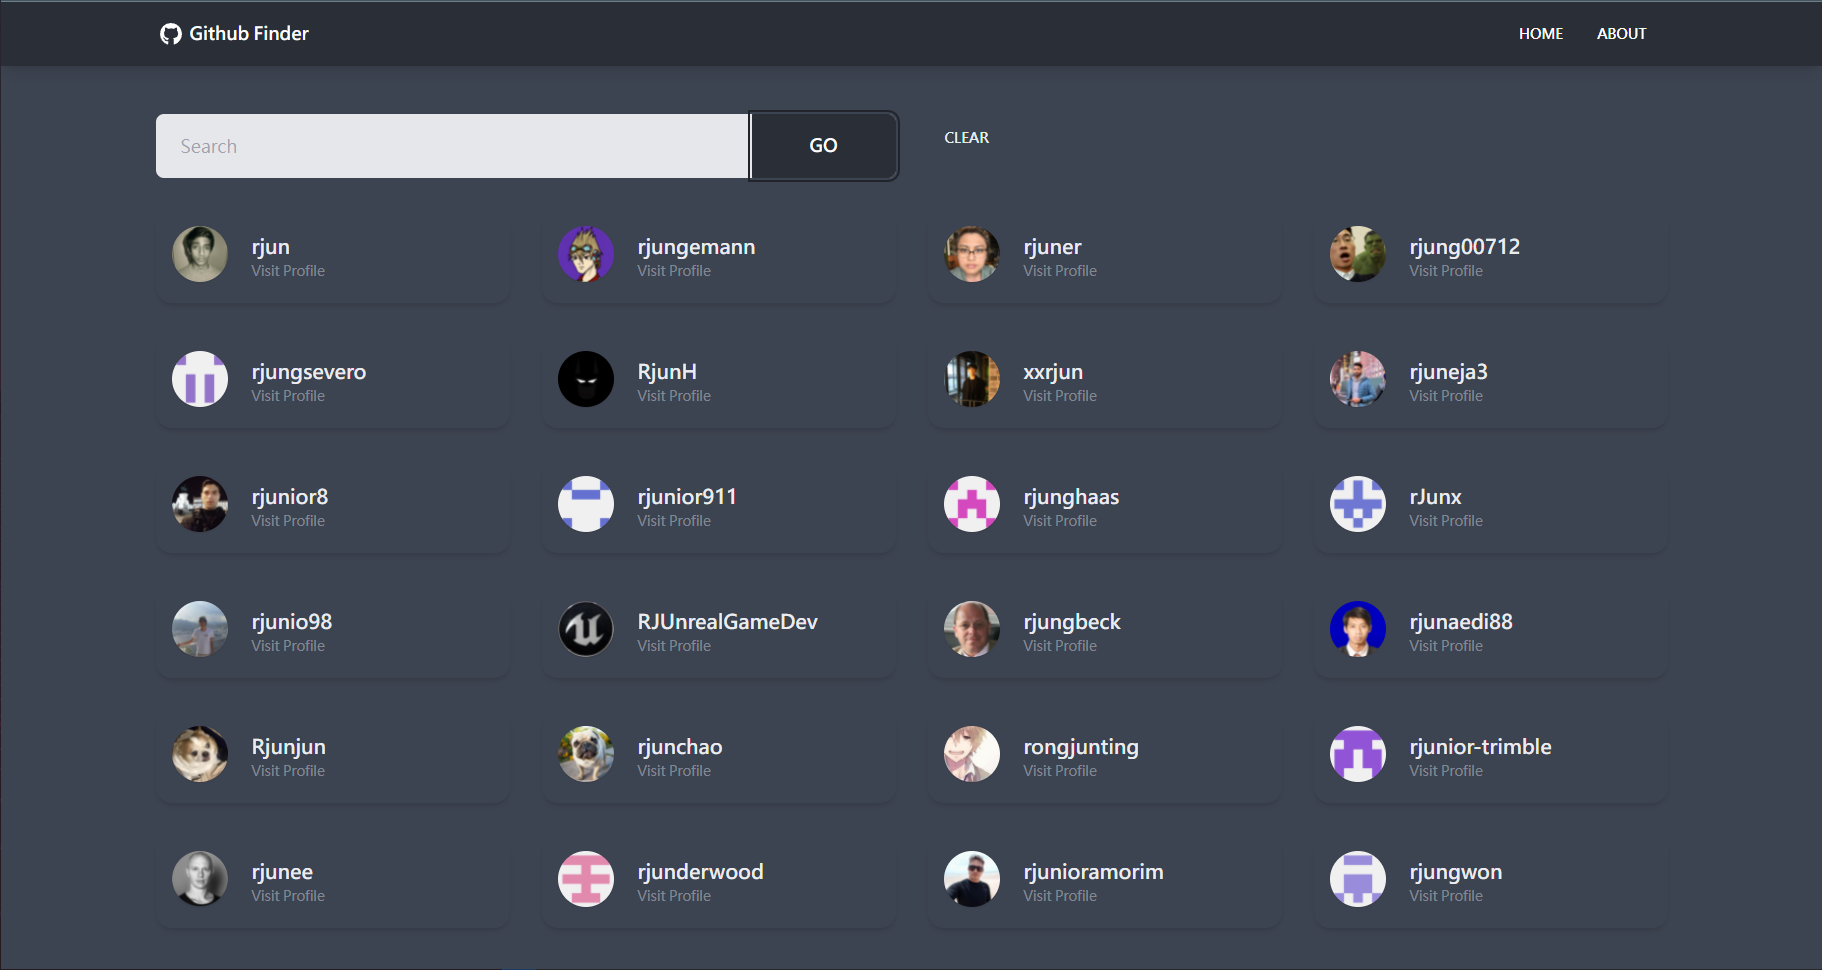 Github Finder
HOME ABOUT
Search GO CLEAR
rjun rjungemann rjuner rjung00712
Visit Profile Visit Profile Visit Profile Visit Profile
rjungsevero RjunH xxrjun rjuneja3
Visit Profile Visit Profile Visit Profile Visit Profile
rjunior8 rjunior911 rjunghaas rJunx
Visit Profile Visit Profile Visit Profile Visit Profile
rjunio98 RJUnrealGameDev rjungbeck rjunaedi88
Visit Profile Visit Profile Visit Profile Visit Profile
Rjunjun rjunchao rongjunting rjunior-trimble
Visit Profile Visit Profile Visit Profile Visit Profile
rjunee rjunderwood rjunioramorim rjungwon
Visit Profile Visit Profile Visit Profile Visit Profile